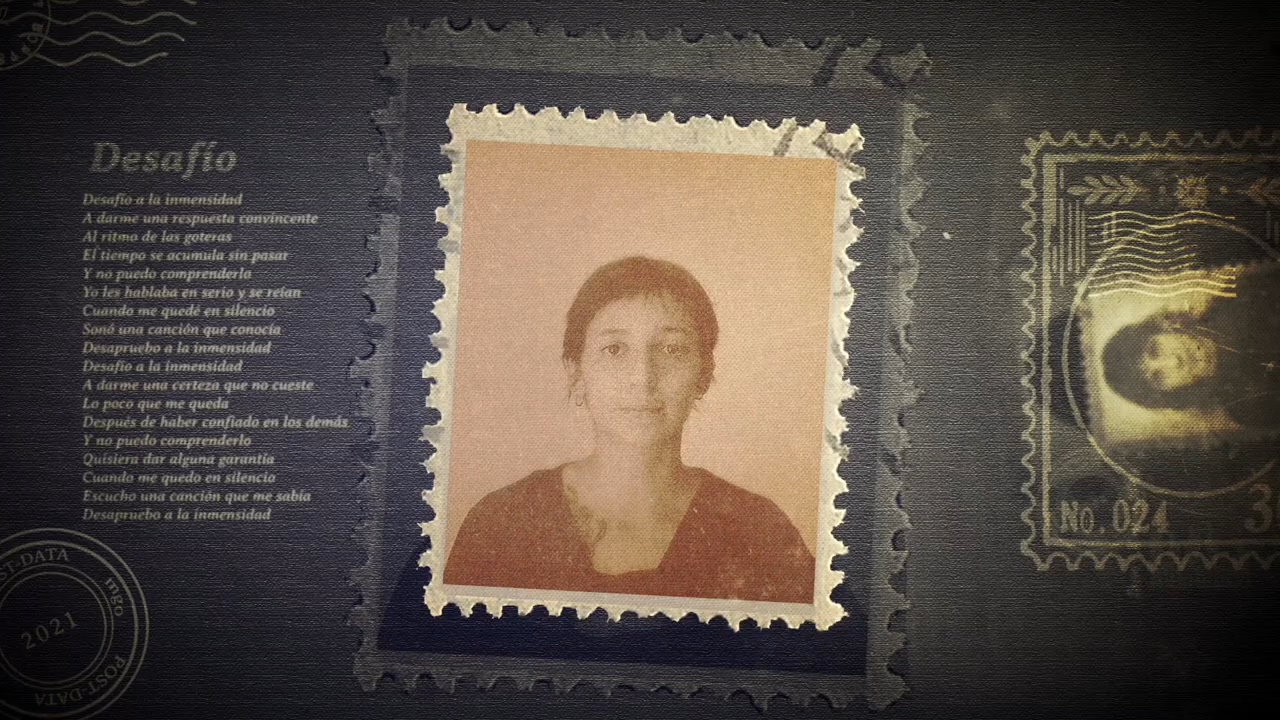 Desafío
Desafío a la inmensidad
A darme una respuesta convincente
Al ritmo de las goteras
El tiempo se acumula sin pasar
Y no puedo comprenderla
Yo les hablaba en serio y se reían
Cuando me quedé en silencio
Sonó una canción que conocía
Desapruebo a la inmensidad
Desafío a la inmensidad
A darme una certeza que no cueste
Lo poco que me queda
Después de haber confiado en los demás
Y no puedo comprenderlo
Quisiera dar alguna garantía
Cuando me quedo en silencio
Escucho una canción que me sabía
Desapruebo a la inmensidad
ST-DATA
mgo
2021
POST-DATA
No. 024
3